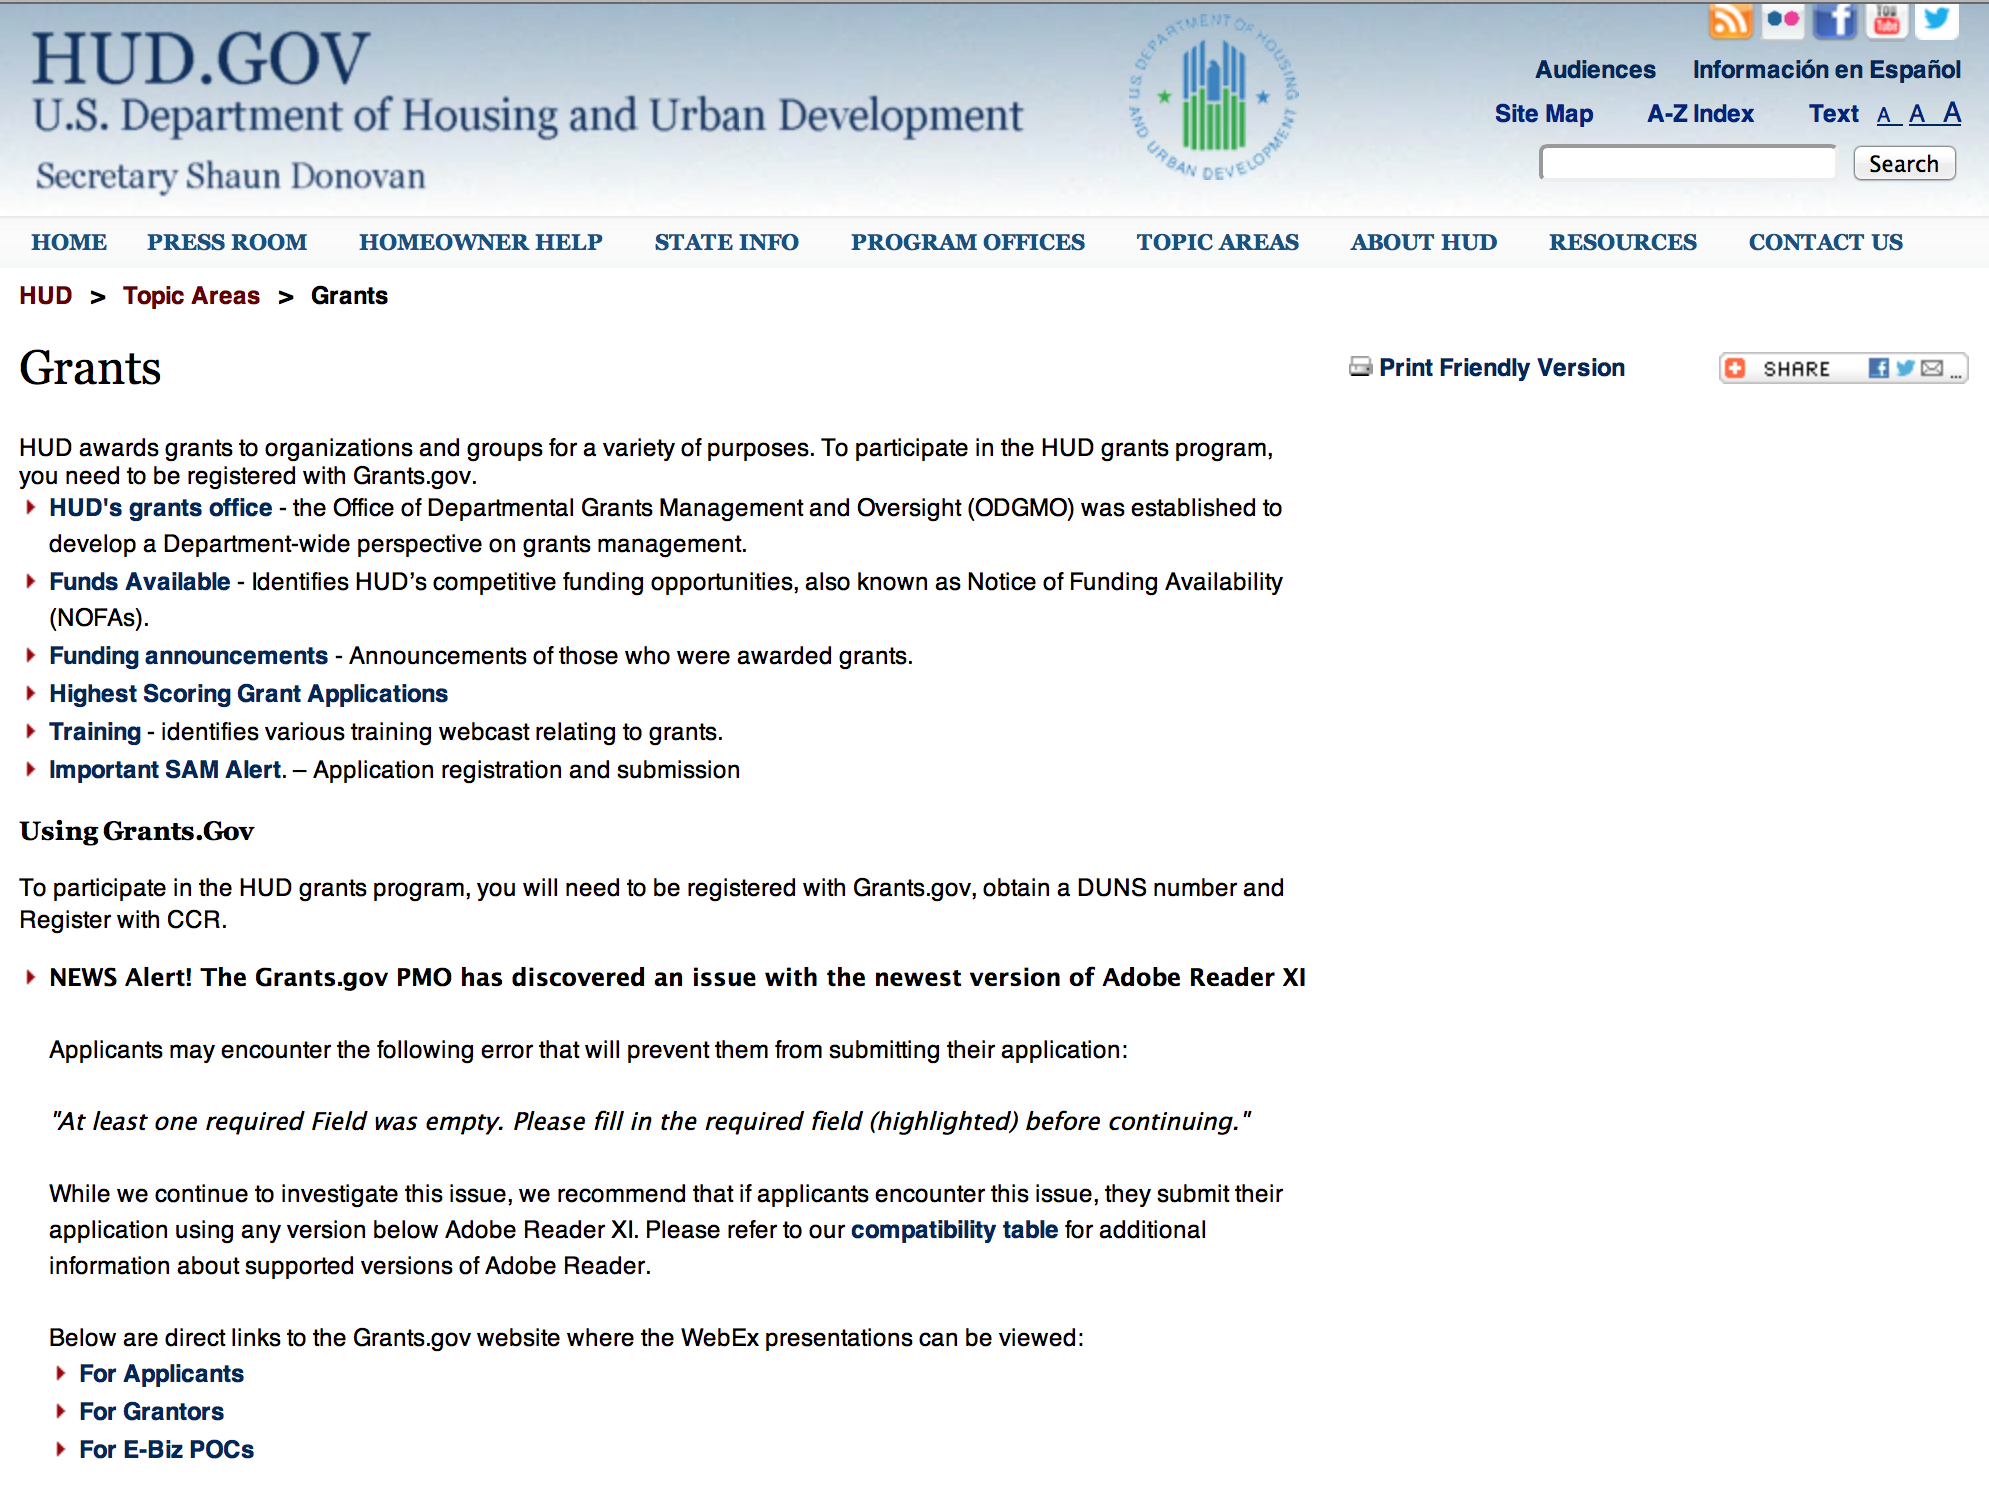 HUD.GOV
U.S. Department of Housing and Urban Development
Secretary Shaun Donovan
U.S. DEPARTMENT OF HOUSING AND URBAN DEVELOPMENT
You Tube
Audiences Información en Español
Site Map A-Z Index Text A A A
Search
HOME PRESS ROOM HOMEOWNER HELP STATE INFO PROGRAM OFFICES TOPIC AREAS ABOUT HUD RESOURCES CONTACT US
HUD > Topic Areas > Grants
Grants
Print Friendly Version
SHARE ...
HUD awards grants to organizations and groups for a variety of purposes. To participate in the HUD grants program,
you need to be registered with Grants.gov.
HUD's grants office - the Office of Departmental Grants Management and Oversight (ODGMO) was established to
develop a Department-wide perspective on grants management.
Funds Available - Identifies HUD’s competitive funding opportunities, also known as Notice of Funding Availability
(NOFAs).
Funding announcements - Announcements of those who were awarded grants.
Highest Scoring Grant Applications
Training - identifies various training webcast relating to grants.
Important SAM Alert. – Application registration and submission
Using Grants.Gov
To participate in the HUD grants program, you will need to be registered with Grants.gov, obtain a DUNS number and
Register with CCR.
NEWS Alert! The Grants.gov PMO has discovered an issue with the newest version of Adobe Reader XI
Applicants may encounter the following error that will prevent them from submitting their application:
"At least one required Field was empty. Please fill in the required field (highlighted) before continuing."
While we continue to investigate this issue, we recommend that if applicants encounter this issue, they submit their
application using any version below Adobe Reader XI. Please refer to our compatibility table for additional
information about supported versions of Adobe Reader.
Below are direct links to the Grants.gov website where the WebEx presentations can be viewed:
For Applicants
For Grantors
For E-Biz POCs